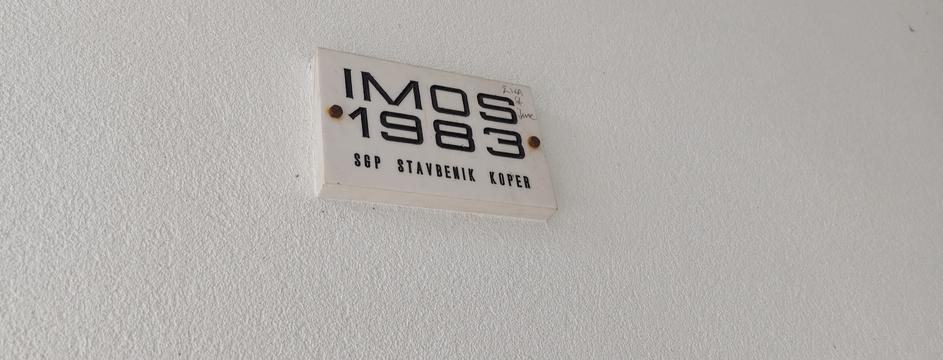 IMOS
1983
SGP STAVBENIK KOPER